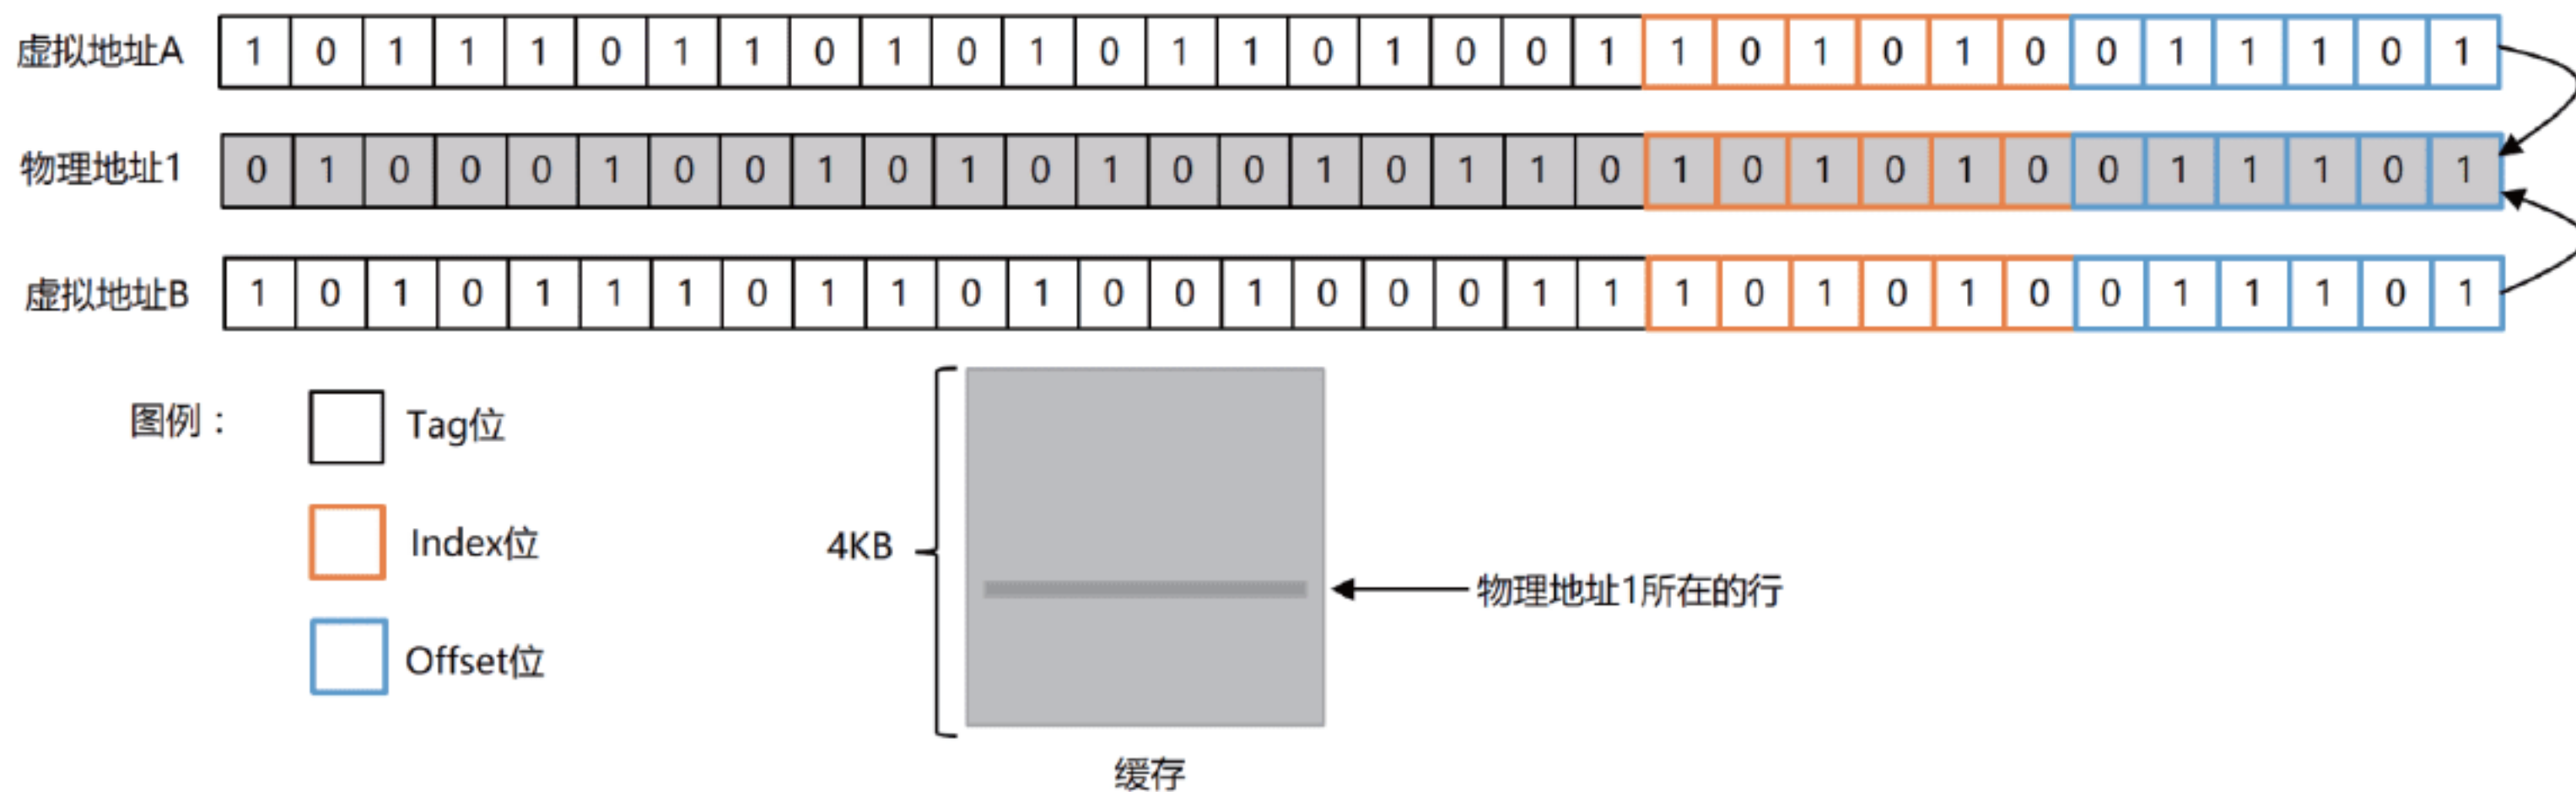 虚拟地址A 1 0 1 1 1 0 1 1 0 1 0 1 0 1 1 0 1 0 0 1 1 0 1 0 1 0 0 1 1 1 0 1
物理地址1 0 1 0 0 0 1 0 0 1 0 1 0 1 0 0 1 0 1 1 0 1 0 1 0 1 0 0 1 1 1 0 1
虚拟地址B 1 0 1 0 1 1 1 0 1 1 0 1 0 0 1 0 0 0 1 1 1 0 1 0 1 0 0 1 1 1 0 1
图例：
Tag位
Index位
Offset位
4KB
物理地址1所在的行
缓存